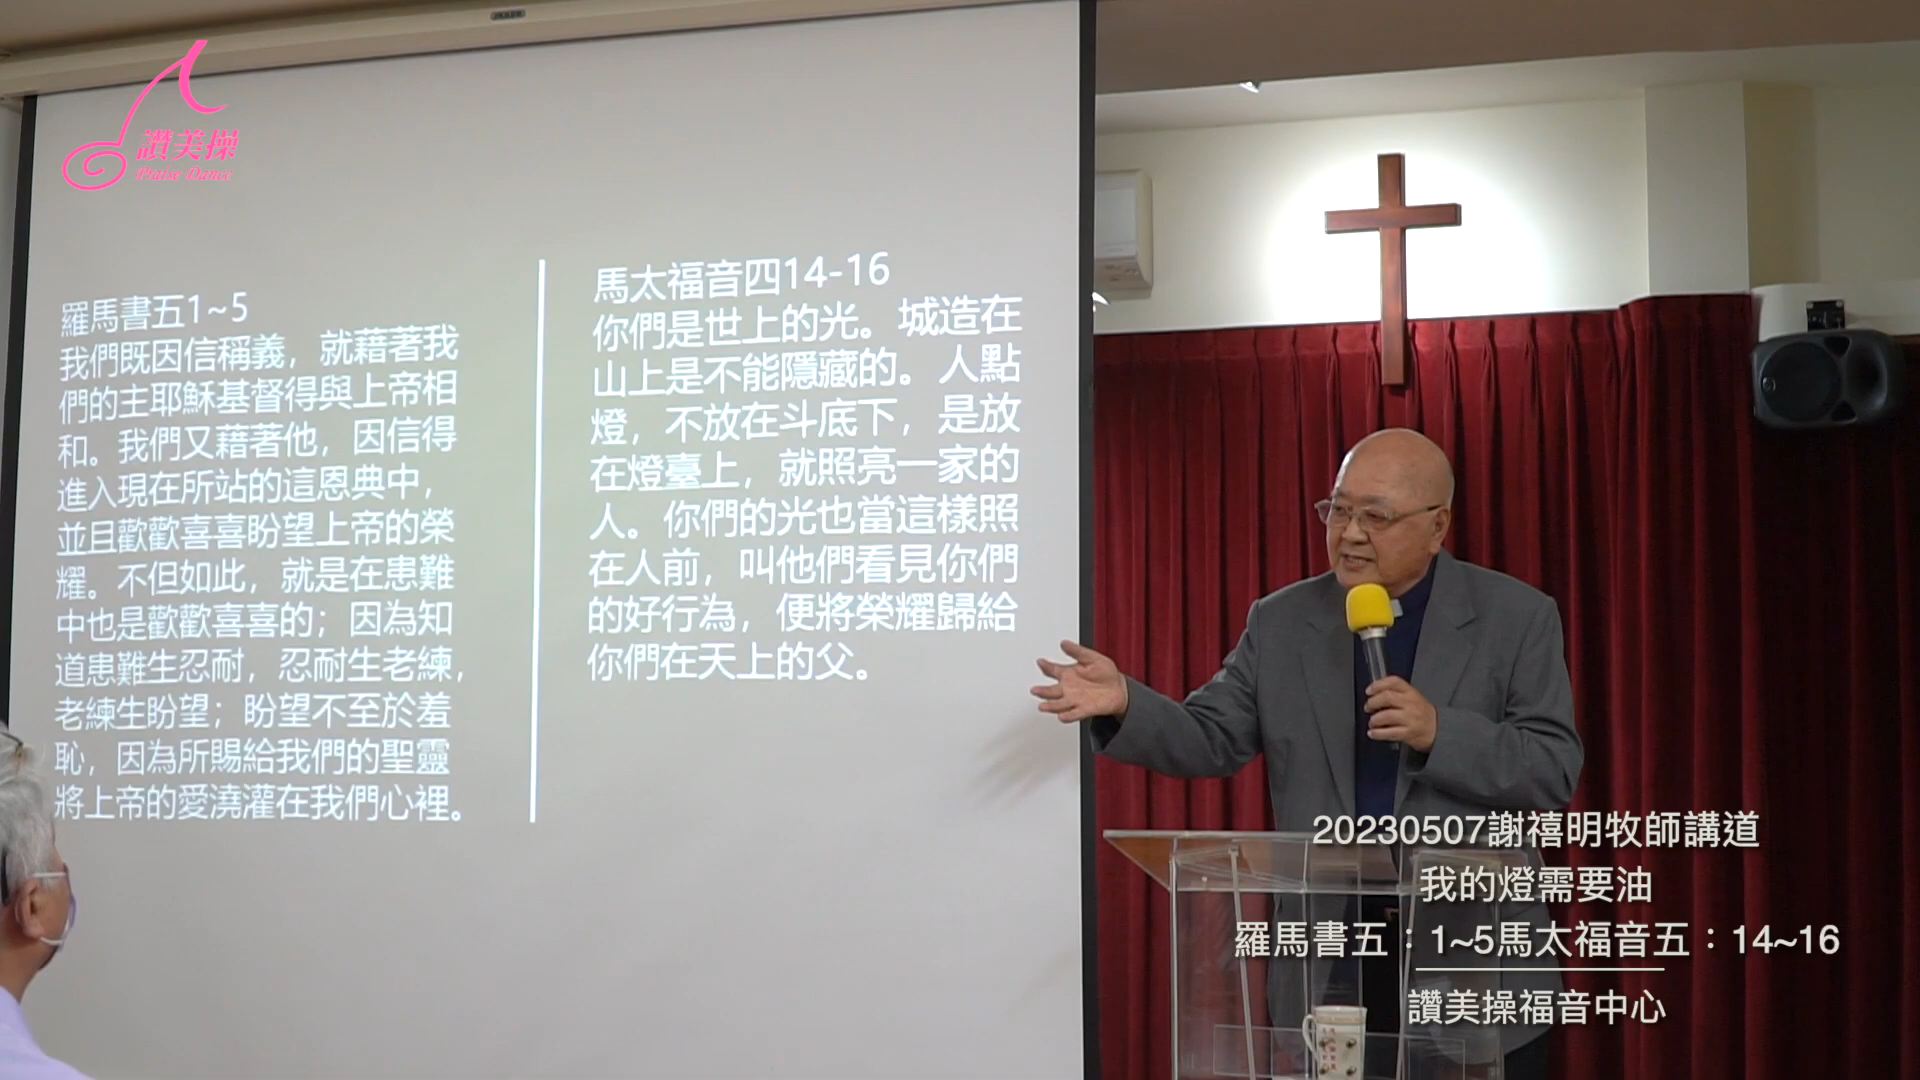 讚美操
Praise Dance
羅馬書五1~5
我們既因信稱義，就藉著我
們的主耶穌基督得與上帝相
和。我們又藉著他，因信得
進入現在所站的這恩典中，
並且歡歡喜喜盼望上帝的榮
耀。不但如此，就是在患難
中也是歡歡喜喜的；因為知
道患難生忍耐，忍耐生老練，
老練生盼望；盼望不至於羞
恥，因為所賜給我們的聖靈
將上帝的愛澆灌在我們心裡。
馬太福音四14-16
你們是世上的光。城造在
山上是不能隱藏的。人點
燈，不放在斗底下，是放
在燈臺上，就照亮一家的
人。你們的光也當這樣照
在人前，叫他們看見你們
的好行為，便將榮耀歸給
你們在天上的父。
20230507謝禧明牧師講道
我的燈需要油
羅馬書五：1~5馬太福音五：14~16
讚美操福音中心